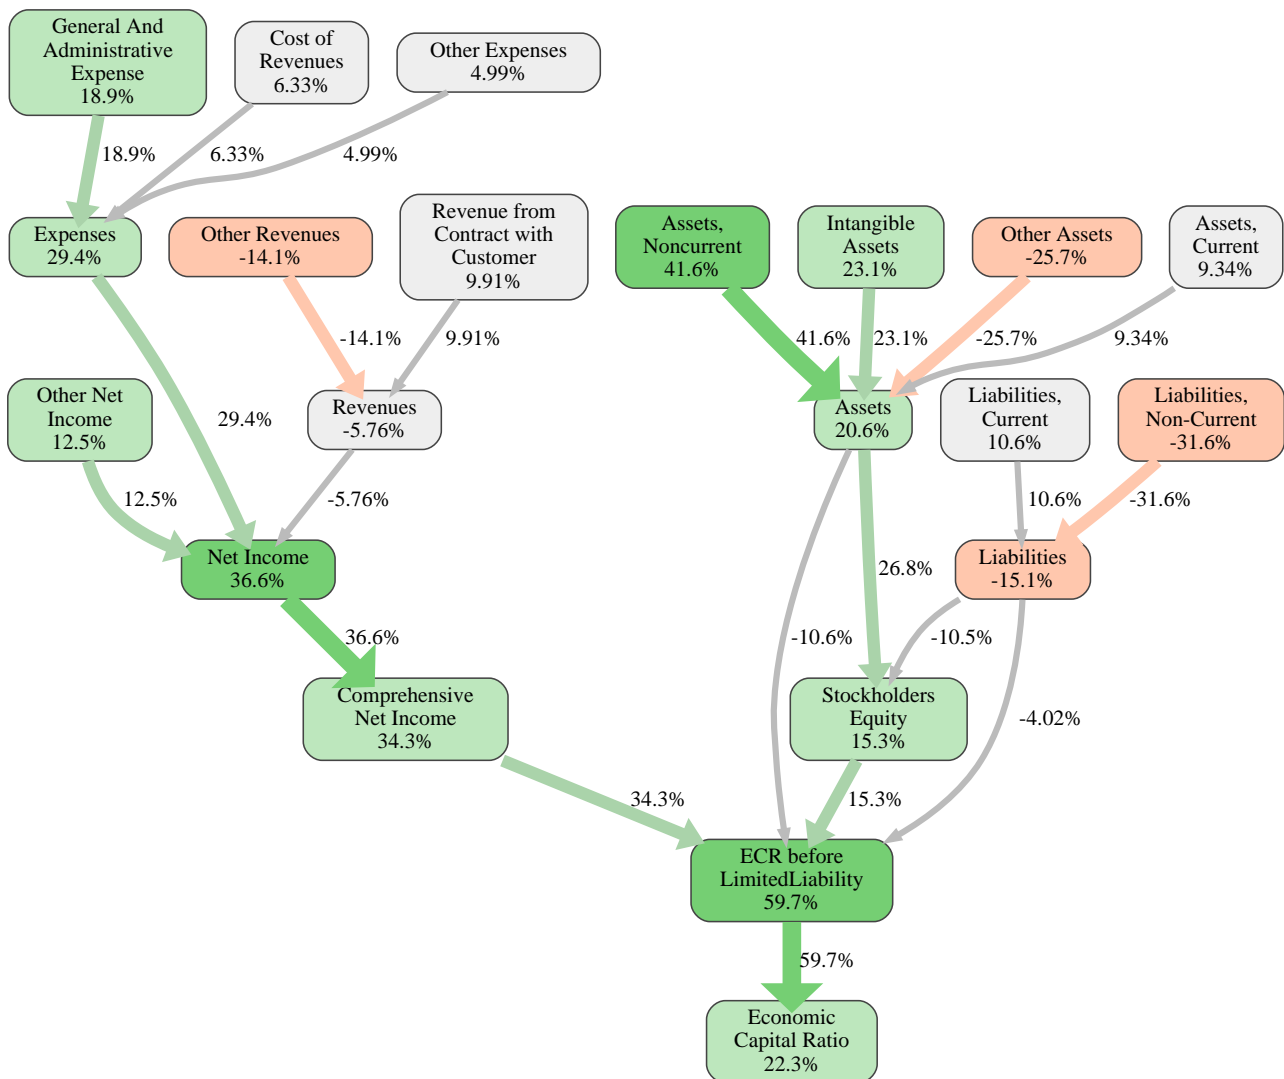 General And
Administrative
Expense
18.9%
Cost of
Revenues
6.33%
Other Expenses
4.99%
18.9%
6.33%
4.99%
Expenses
29.4%
Other Revenues
-14.1%
Revenue from
Contract with
Customer
9.91%
Assets,
Noncurrent
41.6%
Intangible
Assets
23.1%
Other Assets
-25.7%
Assets,
Current
9.34%
-14.1%
9.91%
41.6%
23.1%
-25.7%
9.34%
Other Net
Income
12.5%
29.4%
Revenues
-5.76%
Assets
20.6%
Liabilities,
Current
10.6%
Liabilities,
Non-Current
-31.6%
12.5%
-5.76%
10.6%
-31.6%
Net Income
36.6%
26.8%
Liabilities
-15.1%
36.6%
-10.6%
-10.5%
Comprehensive
Net Income
34.3%
Stockholders
Equity
15.3%
-4.02%
34.3%
15.3%
ECR before
LimitedLiability
59.7%
59.7%
Economic
Capital Ratio
22.3%